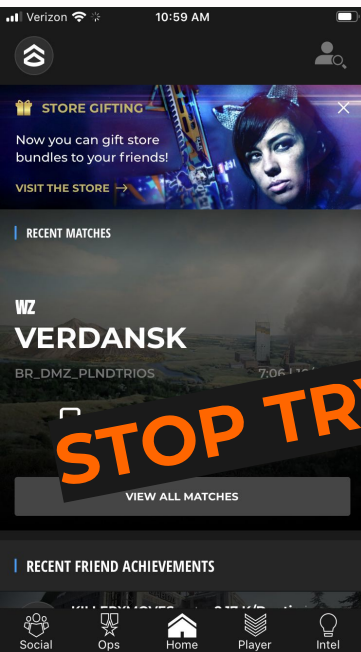 Verizon
10:59 AM
STORE GIFTING
Now you can gift store
bundles to your friends!
VISIT THE STORE →
RECENT MATCHES
WZ
VERDANSK
BR_DMZ_PLNDTRIOS
7:06
STOP TRY
VIEW ALL MATCHES
RECENT FRIEND ACHIEVEMENTS
Social
Ops
Home
Player
Intel